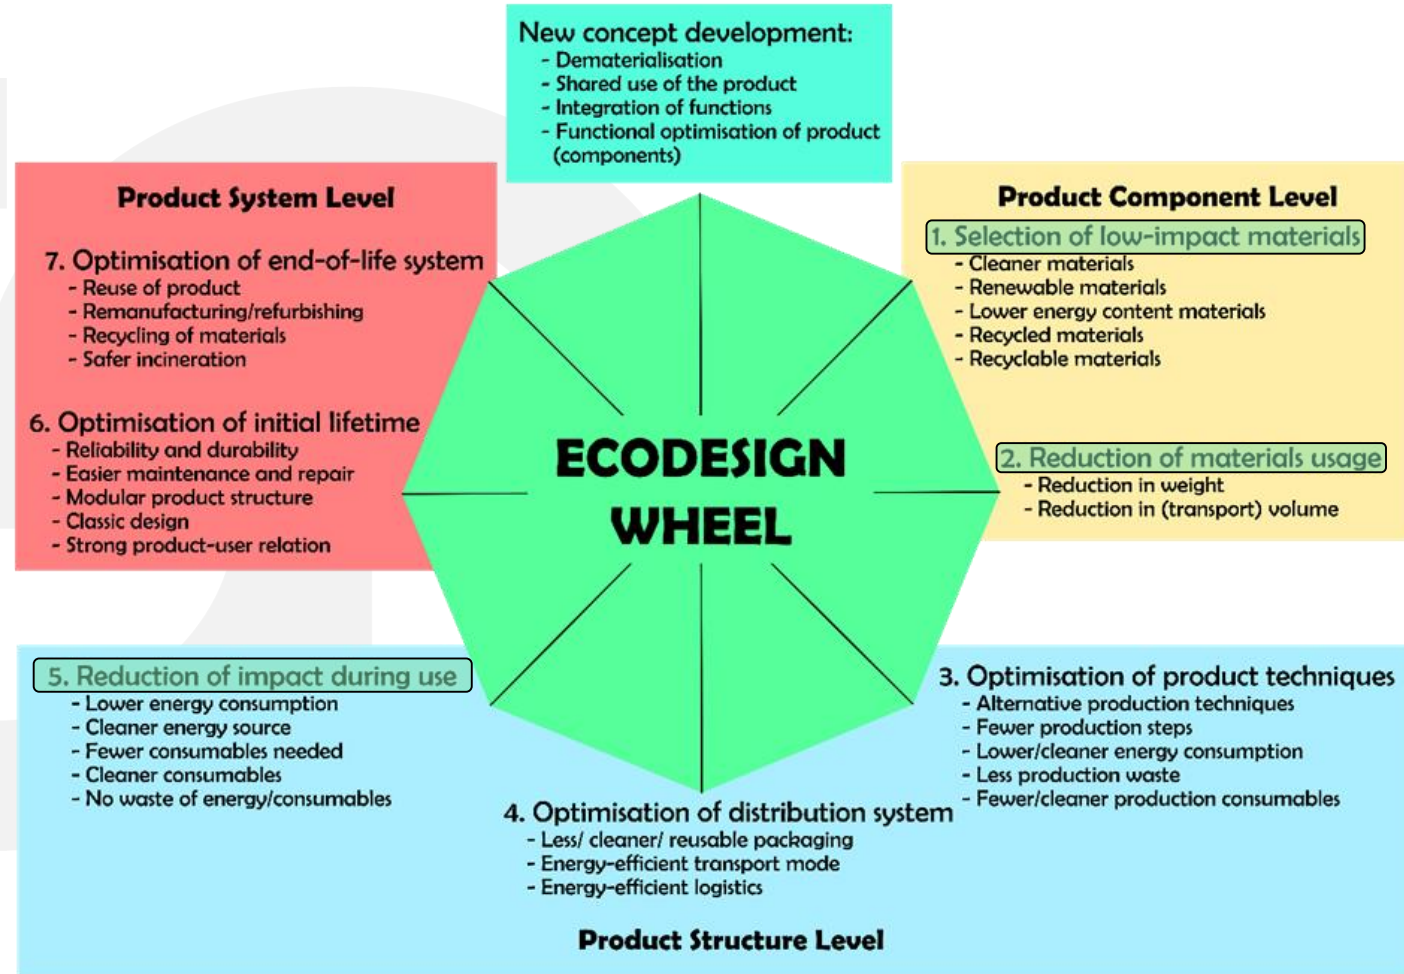 New concept development:
- Dematerialisation
- Shared use of the product
- Integration of functions
- Functional optimisation of product
(components)
Product System Level
7. Optimisation of end-of-life system
- Reuse of product
- Remanufacturing/refurbishing
- Recycling of materials
- Safer incineration
6. Optimisation of initial lifetime
- Reliability and durability
- Easier maintenance and repair
- Modular product structure
- Classic design
- Strong product-user relation
Product Component Level
1. Selection of low-impact materials
- Cleaner materials
- Renewable materials
- Lower energy content materials
- Recycled materials
- Recyclable materials
2. Reduction of materials usage
- Reduction in weight
- Reduction in (transport) volume
ECODESIGN
WHEEL
5. Reduction of impact during use
- Lower energy consumption
- Cleaner energy source
- Fewer consumables needed
- Cleaner consumables
- No waste of energy/consumables
3. Optimisation of product techniques
- Alternative production techniques
- Fewer production steps
- Lower/cleaner energy consumption
- Less production waste
- Fewer/cleaner production consumables
4. Optimisation of distribution system
- Less/ cleaner/ reusable packaging
- Energy-efficient transport mode
- Energy-efficient logistics
Product Structure Level